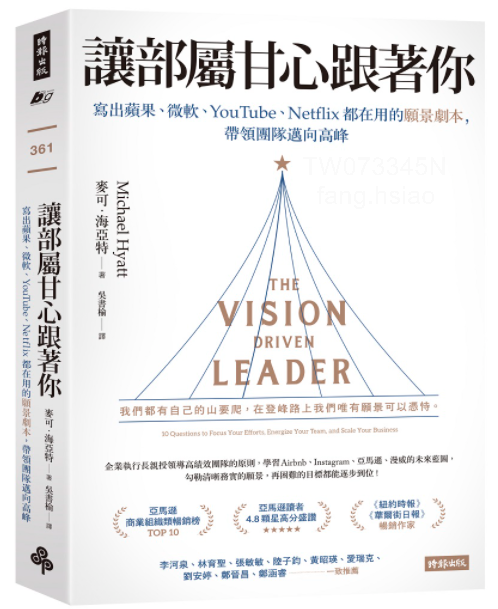 時報出版
361
讓部屬甘心跟著你
寫出蘋果、微軟、YouTube、Netflix都在用的願景劇本，帶領團隊邁向高峰
麥可．海亞特──著
吳書榆──譯
讓部屬甘心跟著你
寫出蘋果、微軟、YouTube、Netflix 都在用的願景劇本，
帶領團隊邁向高峰
TW073345N
fang.hsiao
Michael Hyatt
麥可．海亞特──著
吳書榆──譯
THE
VISION
DRIVEN
LEADER
我們都有自己的山要爬，在登峰路上我們唯有願景可以憑恃。
10 Questions to Focus Your Efforts, Energize Your Team, and Scale Your Business
企業執行長親授領導高績效團隊的原則，學習Airbnb、Instagram、亞馬遜、漫威的未來藍圖，
勾勒清晰務實的願景，再困難的目標都能逐步到位！
亞馬遜
商業組織類暢銷榜
TOP 10
亞馬遜讀者
4.8 顆星高分盛讚
★★★★★
《紐約時報》
《華爾街日報》
暢銷作家
李河泉、林育聖、張敏敏、陸子鈞、黃昭瑛、愛瑞克、
劉安婷、鄭晉昌、鄭涵睿────一致推薦
時報出版